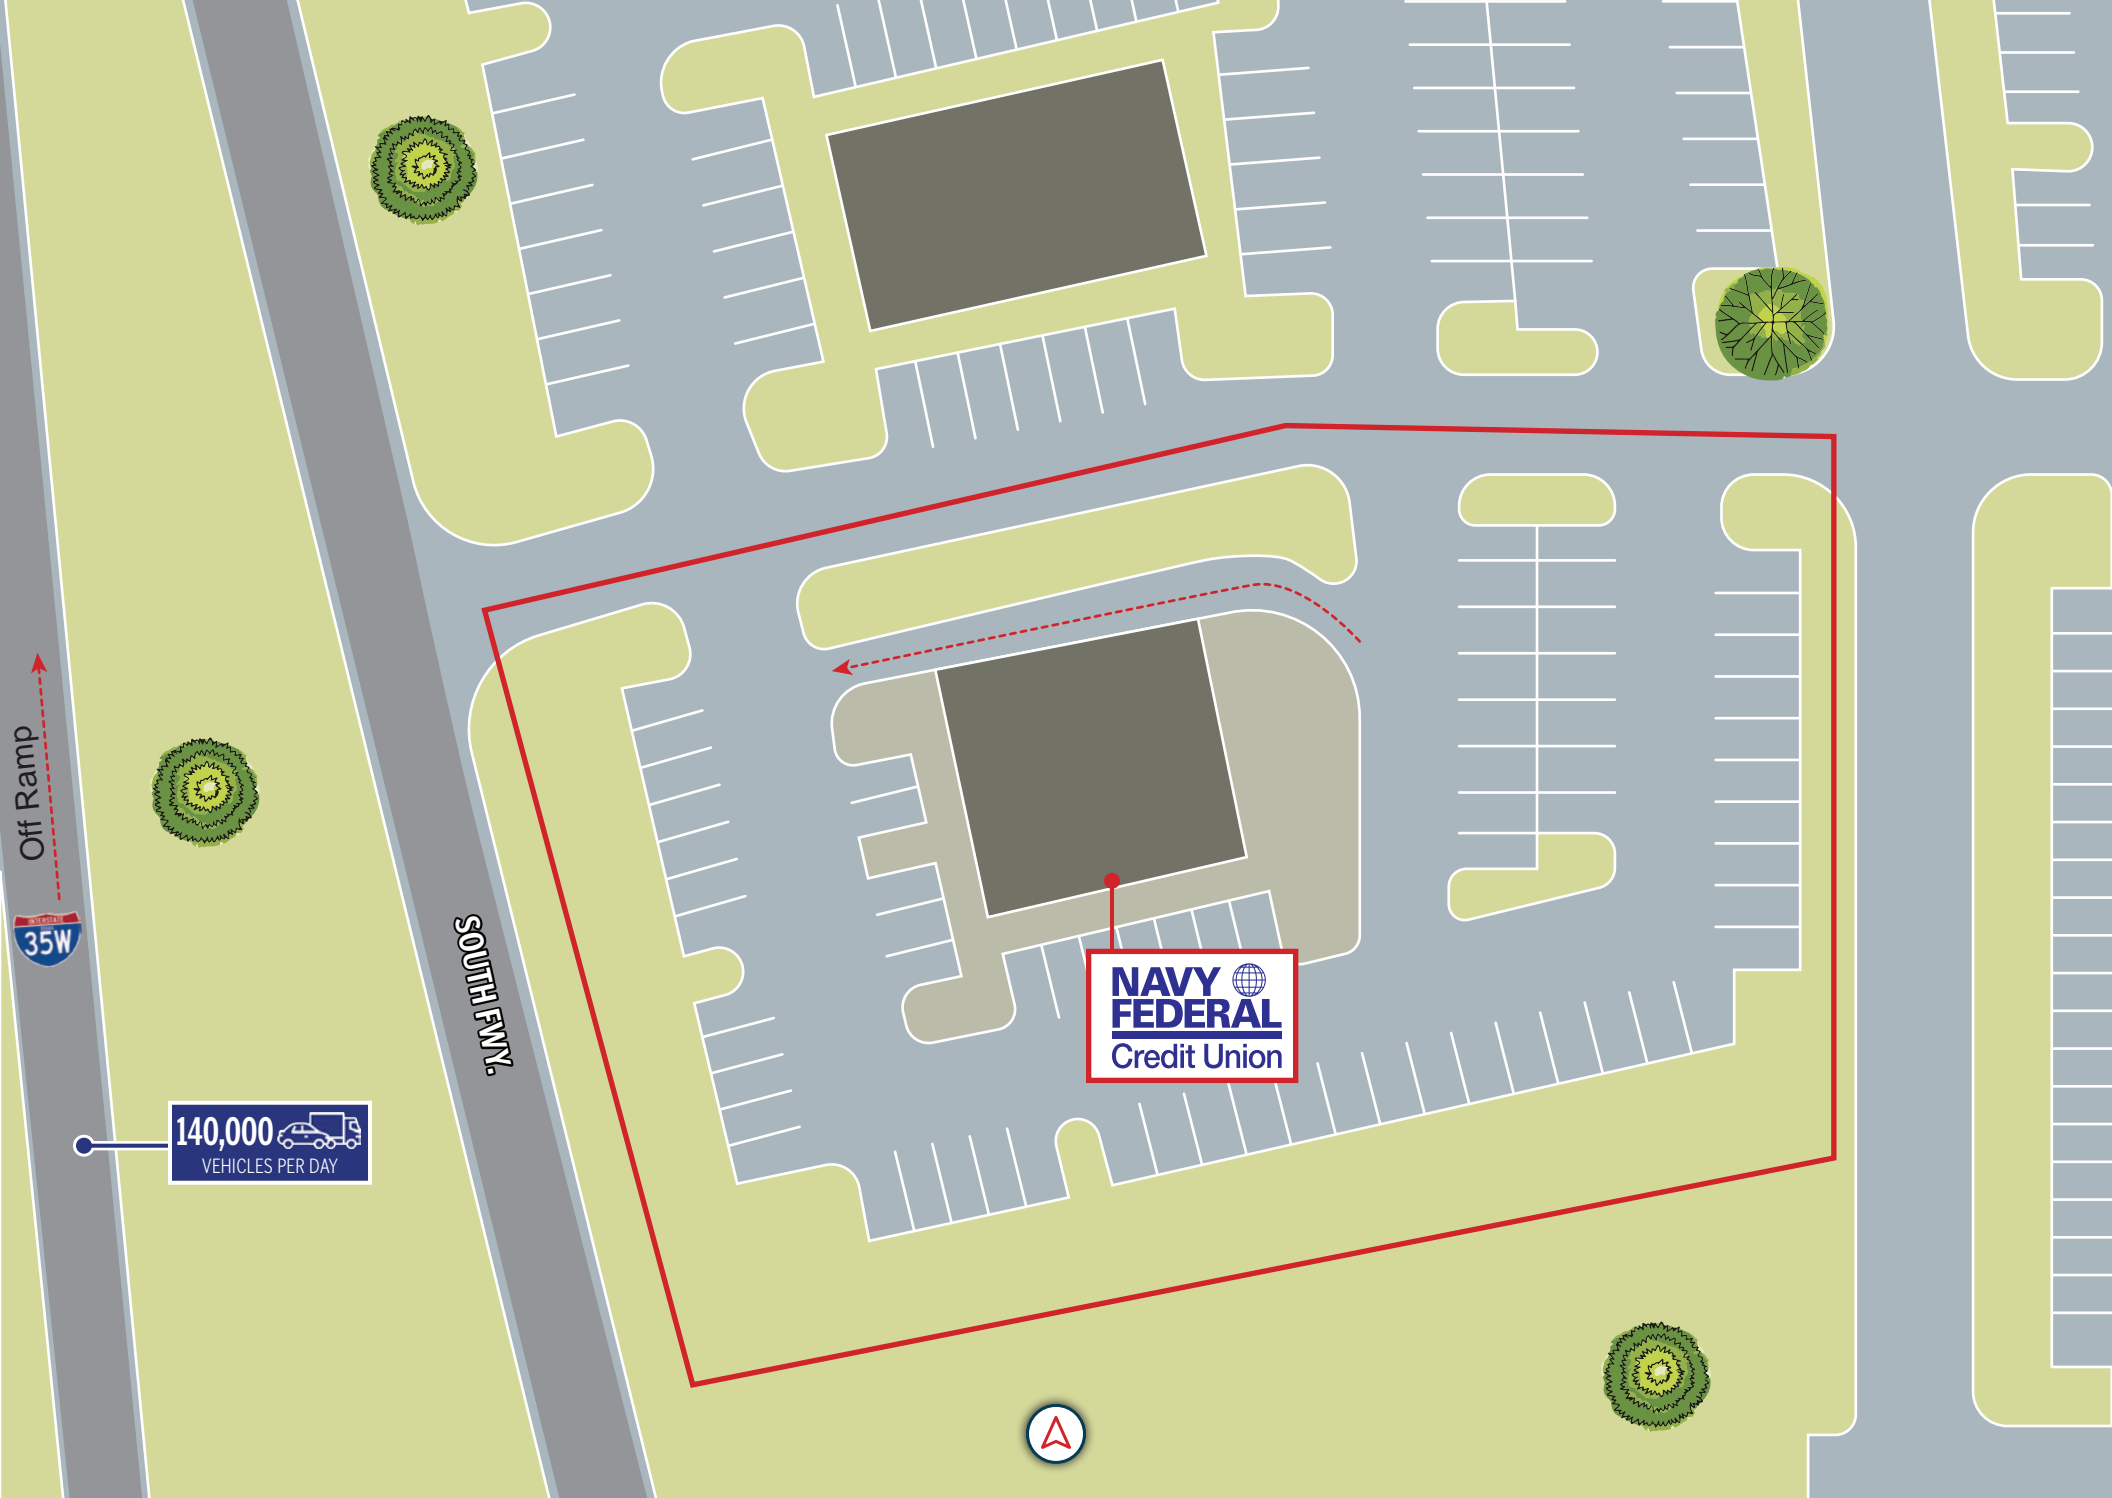 Off Ramp
INTERSTATE
35W
SOUTH FWY.
140,000
VEHICLES PER DAY
NAVY
FEDERAL
Credit Union